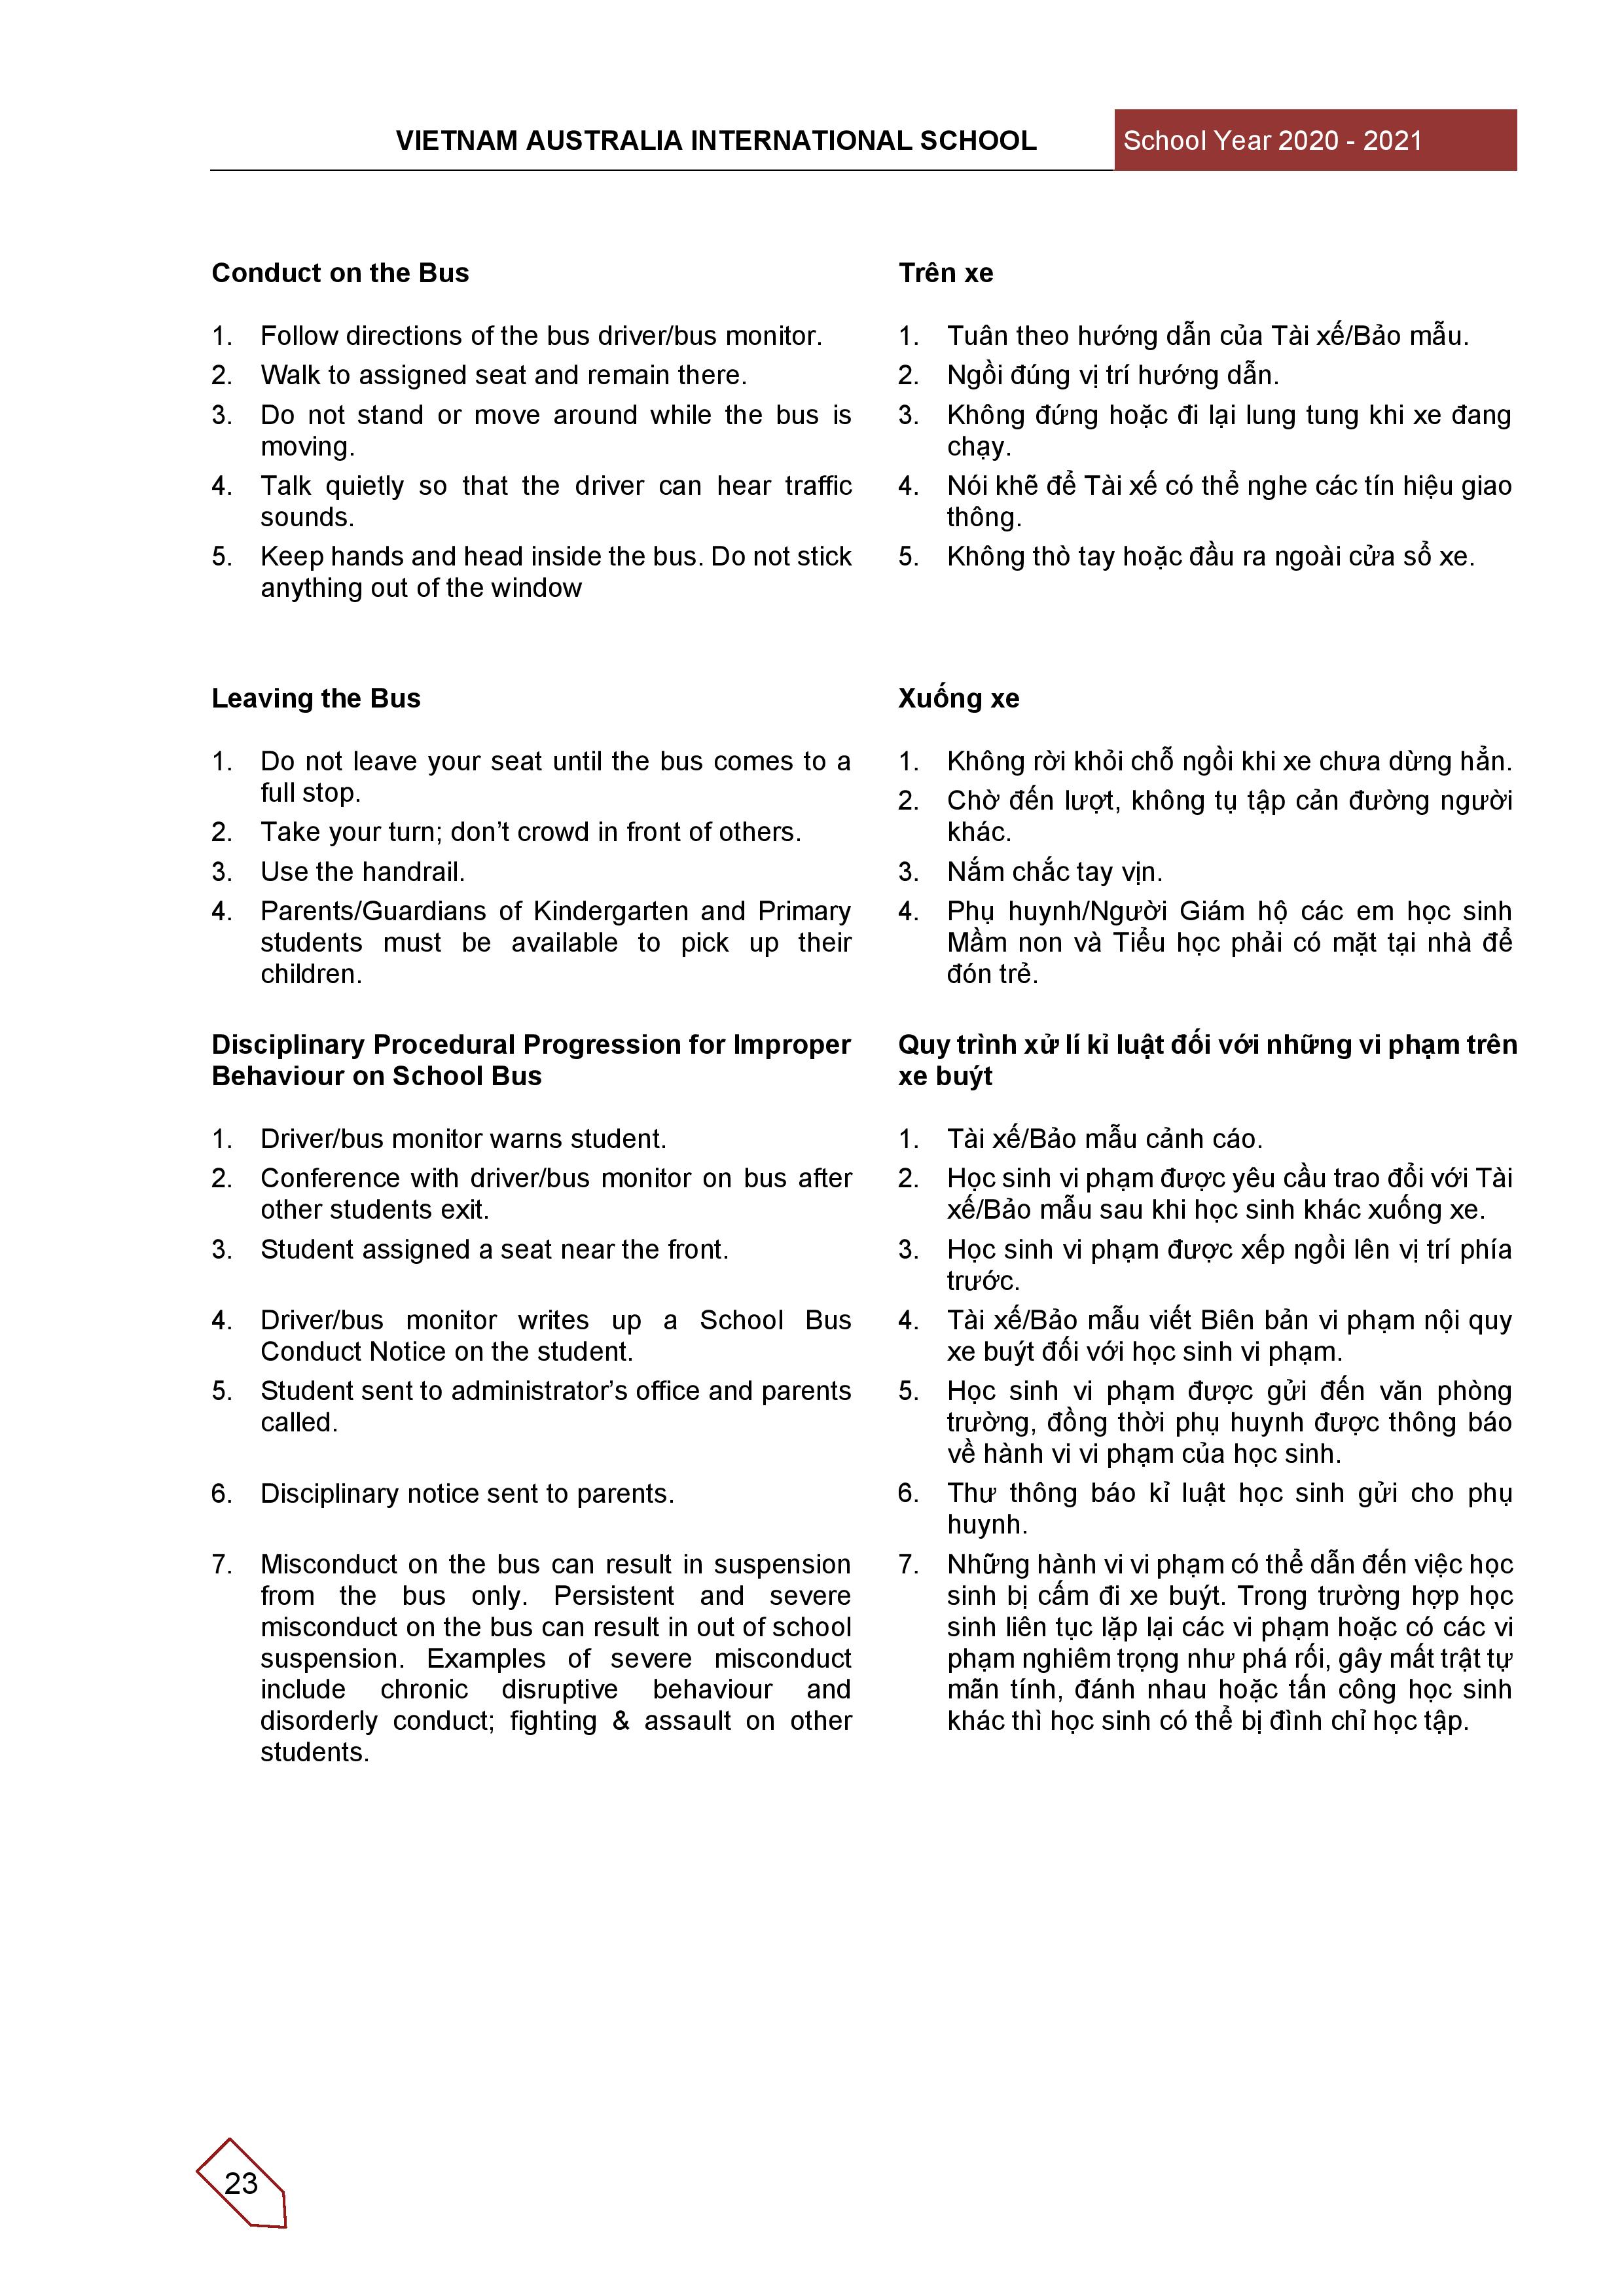 VIETNAM AUSTRALIA INTERNATIONAL SCHOOL
School Year 2020 - 2021
Conduct on the Bus
1. Follow directions of the bus driver/bus monitor.
2. Walk to assigned seat and remain there.
3. Do not stand or move around while the bus is
moving.
4. Talk quietly so that the driver can hear traffic
sounds.
5. Keep hands and head inside the bus. Do not stick
anything out of the window
Trên xe
1. Tuân theo hướng dẫn của Tài xế/Bảo mẫu.
2. Ngồi đúng vị trí hướng dẫn.
3. Không đứng hoặc đi lại lung tung khi xe đang
chạy.
4. Nói khẽ để Tài xế có thể nghe các tín hiệu giao
thông.
5. Không thò tay hoặc đầu ra ngoài cửa sổ xe.
Leaving the Bus
1. Do not leave your seat until the bus comes to a
full stop.
2. Take your turn; don’t crowd in front of others.
3. Use the handrail.
4. Parents/Guardians of Kindergarten and Primary
students must be available to pick up their
children.
Xuống xe
1. Không rời khỏi chỗ ngồi khi xe chưa dừng hẳn.
2. Chờ đến lượt, không tụ tập cản đường người
khác.
3. Nắm chắc tay vịn.
4. Phụ huynh/Người Giám hộ các em học sinh
Mầm non và Tiểu học phải có mặt tại nhà để
đón trẻ.
Disciplinary Procedural Progression for Improper
Behaviour on School Bus
1. Driver/bus monitor warns student.
2. Conference with driver/bus monitor on bus after
other students exit.
3. Student assigned a seat near the front.
4. Driver/bus monitor writes up a School Bus
Conduct Notice on the student.
5. Student sent to administrator’s office and parents
called.
6. Disciplinary notice sent to parents.
7. Misconduct on the bus can result in suspension
from the bus only. Persistent and severe
misconduct on the bus can result in out of school
suspension. Examples of severe misconduct
include chronic disruptive behaviour and
disorderly conduct; fighting & assault on other
students.
Quy trình xử lí kỉ luật đối với những vi phạm trên
xe buýt
1. Tài xế/Bảo mẫu cảnh cáo.
2. Học sinh vi phạm được yêu cầu trao đổi với Tài
xế/Bảo mẫu sau khi học sinh khác xuống xe.
3. Học sinh vi phạm được xếp ngồi lên vị trí phía
trước.
4. Tài xế/Bảo mẫu viết Biên bản vi phạm nội quy
xe buýt đối với học sinh vi phạm.
5. Học sinh vi phạm được gửi đến văn phòng
trường, đồng thời phụ huynh được thông báo
về hành vi vi phạm của học sinh.
6. Thư thông báo kỉ luật học sinh gửi cho phụ
huynh.
7. Những hành vi vi phạm có thể dẫn đến việc học
sinh bị cấm đi xe buýt. Trong trường hợp học
sinh liên tục lặp lại các vi phạm hoặc có các vi
phạm nghiêm trọng như phá rối, gây mất trật tự
mãn tính, đánh nhau hoặc tấn công học sinh
khác thì học sinh có thể bị đình chỉ học tập.
23